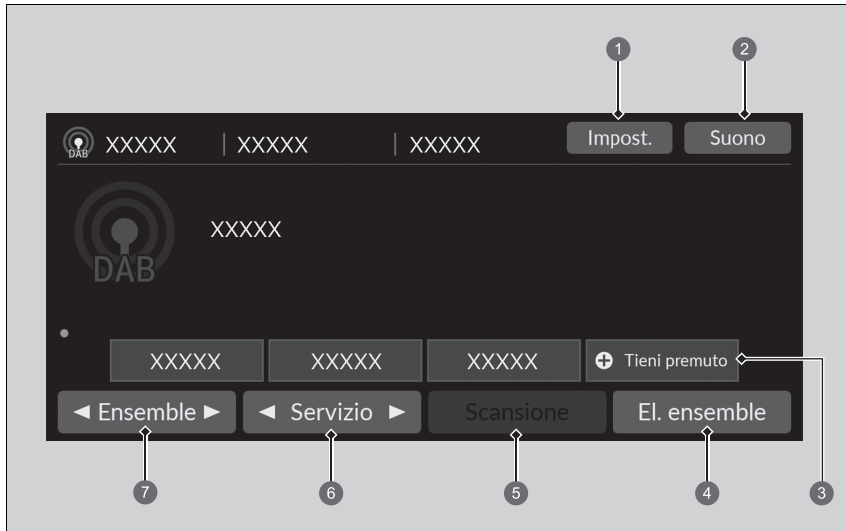 1 2
DAB XXXXX | XXXXX | XXXXX Impost. Suono
XXXXX
DAB
XXXXX XXXXX XXXXX Tieni premuto
◄ Ensemble ► ◄ Servizio ► Scansione El. ensemble
7 6 5 4 3